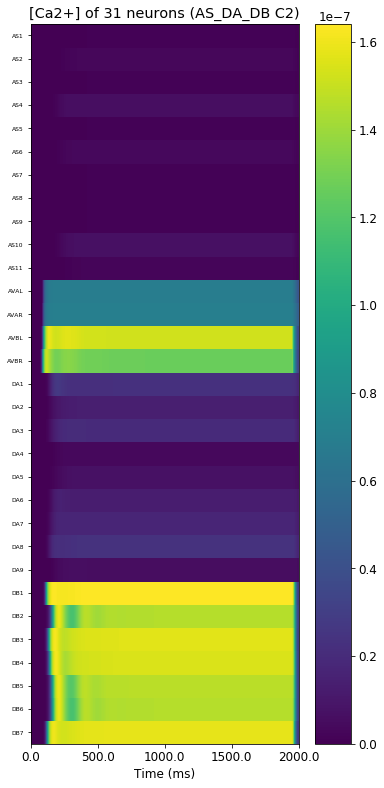 [Ca2+] of 31 neurons (AS_DA_DB C2)
1e−7
AS1
AS2
AS3
AS4
AS5
AS6
AS7
AS8
AS9
AS10
AS11
AVAL
AVAR
AVBL
AVBR
DA1
DA2
DA3
DA4
DA5
DA6
DA7
DA8
DA9
DB1
DB2
DB3
DB4
DB5
DB6
DB7
1.6
1.4
1.2
1.0
0.8
0.6
0.4
0.2
0.0
0.0 500.0 1000.0 1500.0 2000.0
Time (ms)